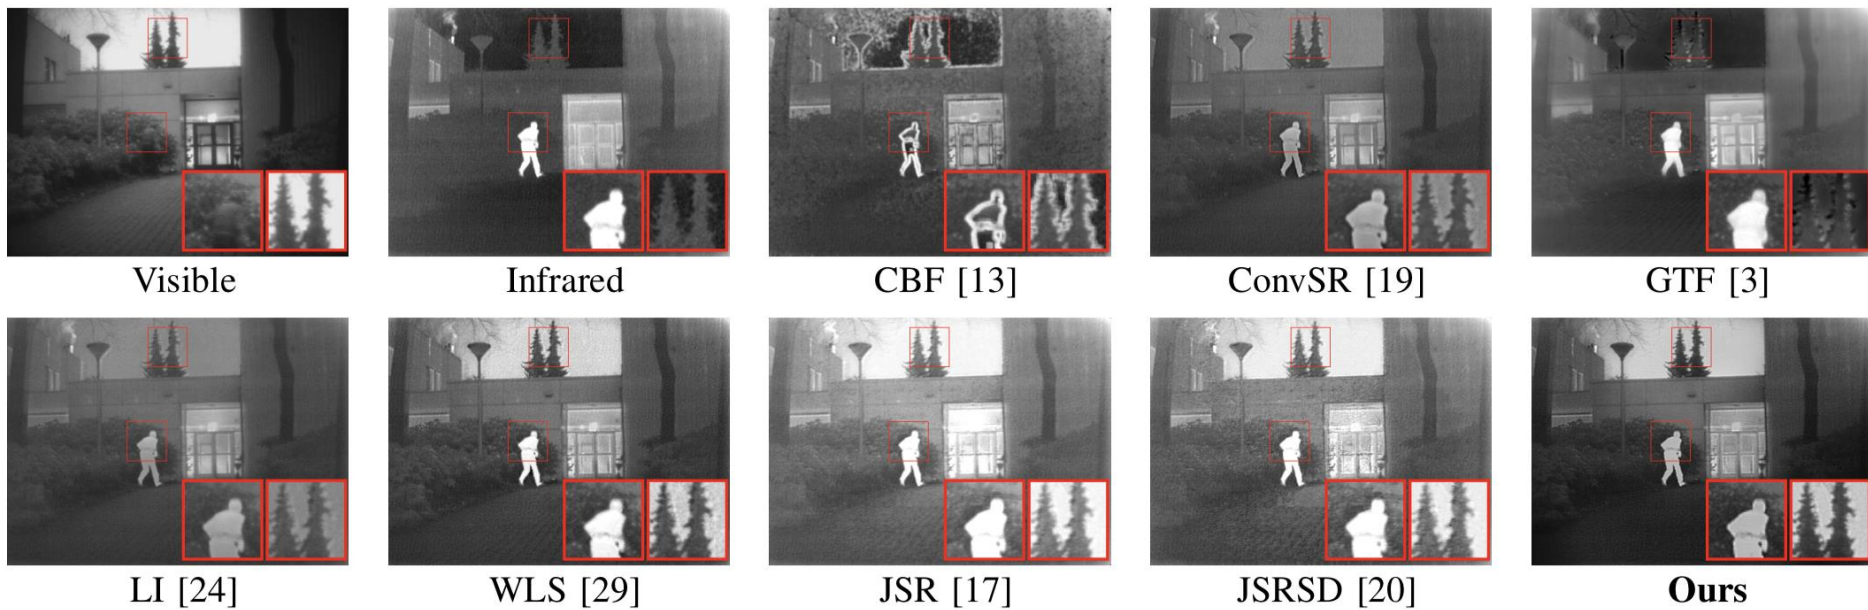 Visible
Infrared
CBF [13]
ConvSR [19]
GTF [3]
LI [24]
WLS [29]
JSR [17]
JSRSD [20]
Ours